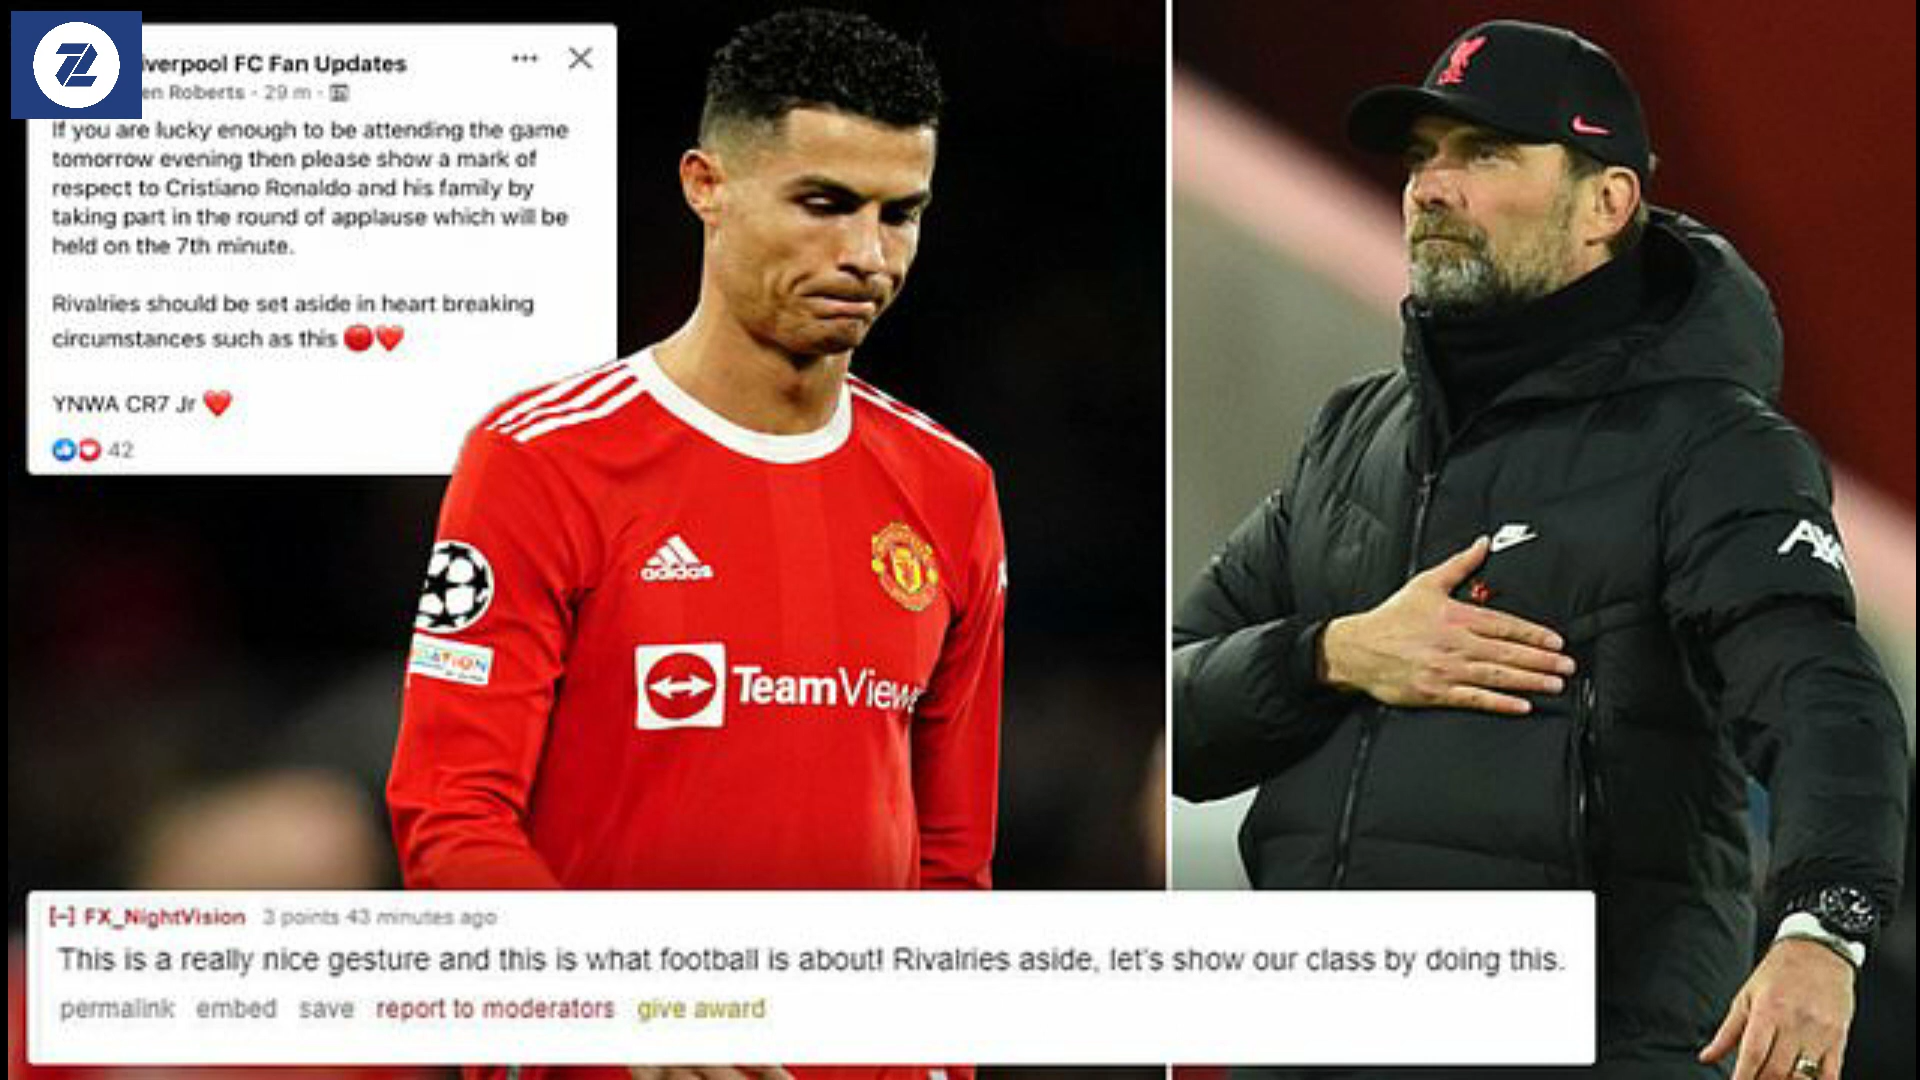 verpool FC Fan Updates
en Roberts · 29 m ·
If you are lucky enough to be attending the game
tomorrow evening then please show a mark of
respect to Cristiano Ronaldo and his family by
taking part in the round of applause which will be
held on the 7th minute.
Rivalries should be set aside in heart breaking
circumstances such as this 🔴❤️
YNWA CR7 Jr ❤️
42
adidas
TeamView
AXA
[-] FX_NightVision 3 points 43 minutes ago
This is a really nice gesture and this is what football is about! Rivalries aside, let's show our class by doing this.
permalink embed save report to moderators give award